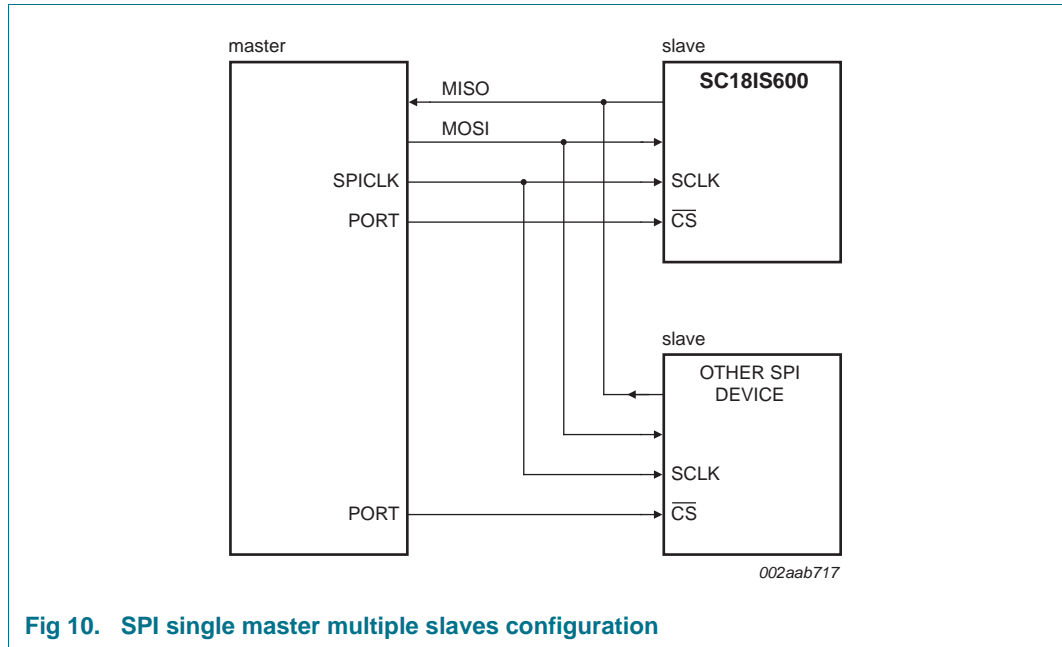 master
slave
SC18IS600
MISO
MOSI
SPICLK
SCLK
PORT
CS
slave
OTHER SPI
DEVICE
SCLK
PORT
CS
002aab717
Fig 10. SPI single master multiple slaves configuration